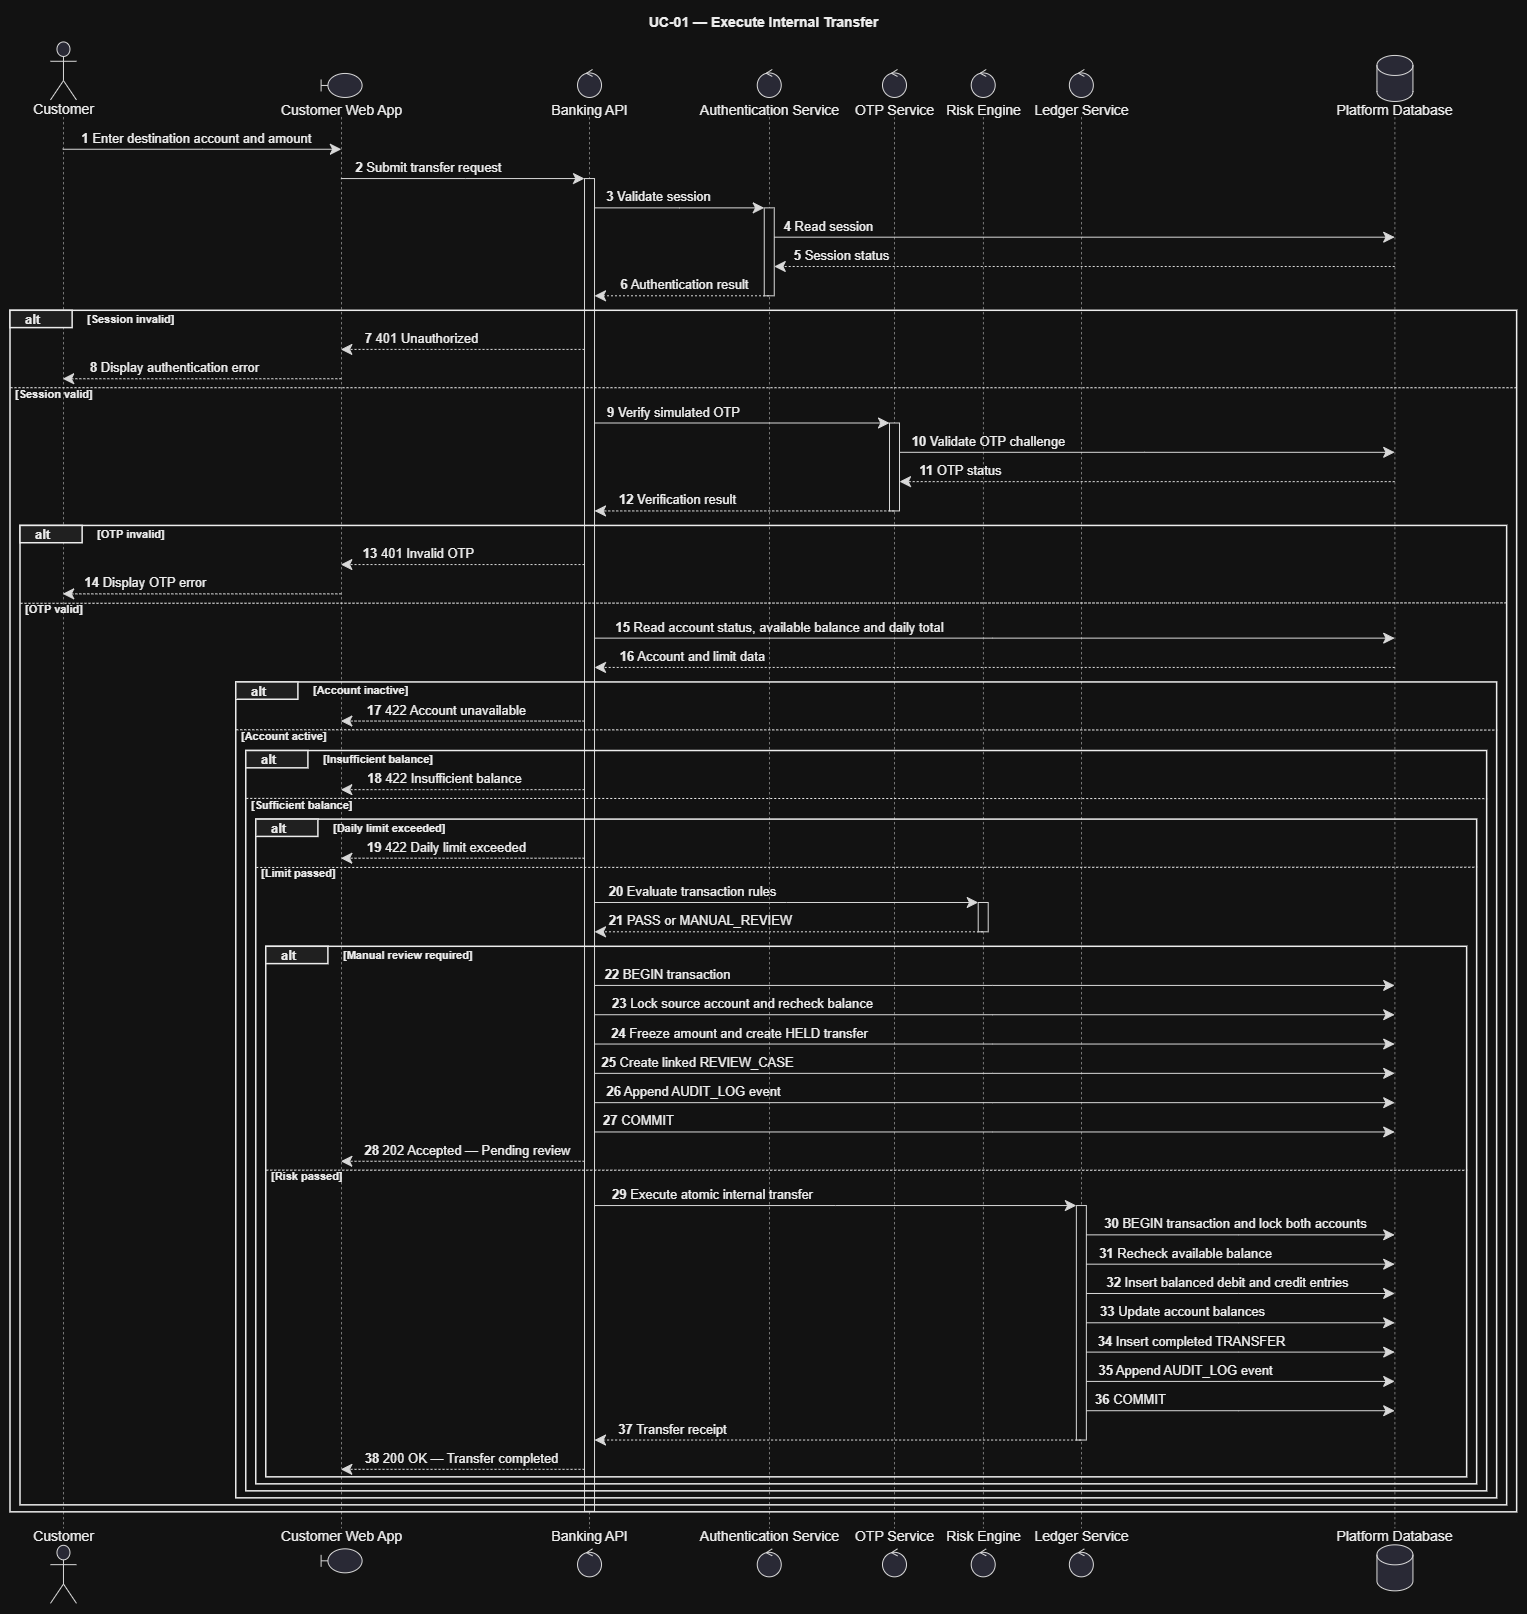 UC-01 — Execute Internal Transfer
Customer
Customer Web App
Banking API
Authentication Service
OTP Service
Risk Engine
Ledger Service
Platform Database
1 Enter destination account and amount
2 Submit transfer request
3 Validate session
4 Read session
5 Session status
6 Authentication result
alt [Session invalid]
7 401 Unauthorized
8 Display authentication error
[Session valid]
9 Verify simulated OTP
10 Validate OTP challenge
11 OTP status
12 Verification result
alt [OTP invalid]
13 401 Invalid OTP
14 Display OTP error
[OTP valid]
15 Read account status, available balance and daily total
16 Account and limit data
alt [Account inactive]
17 422 Account unavailable
[Account active]
alt [Insufficient balance]
18 422 Insufficient balance
[Sufficient balance]
alt [Daily limit exceeded]
19 422 Daily limit exceeded
[Limit passed]
20 Evaluate transaction rules
21 PASS or MANUAL_REVIEW
alt [Manual review required]
22 BEGIN transaction
23 Lock source account and recheck balance
24 Freeze amount and create HELD transfer
25 Create linked REVIEW_CASE
26 Append AUDIT_LOG event
27 COMMIT
28 202 Accepted — Pending review
[Risk passed]
29 Execute atomic internal transfer
30 BEGIN transaction and lock both accounts
31 Recheck available balance
32 Insert balanced debit and credit entries
33 Update account balances
34 Insert completed TRANSFER
35 Append AUDIT_LOG event
36 COMMIT
37 Transfer receipt
38 200 OK — Transfer completed
Customer
Customer Web App
Banking API
Authentication Service
OTP Service
Risk Engine
Ledger Service
Platform Database